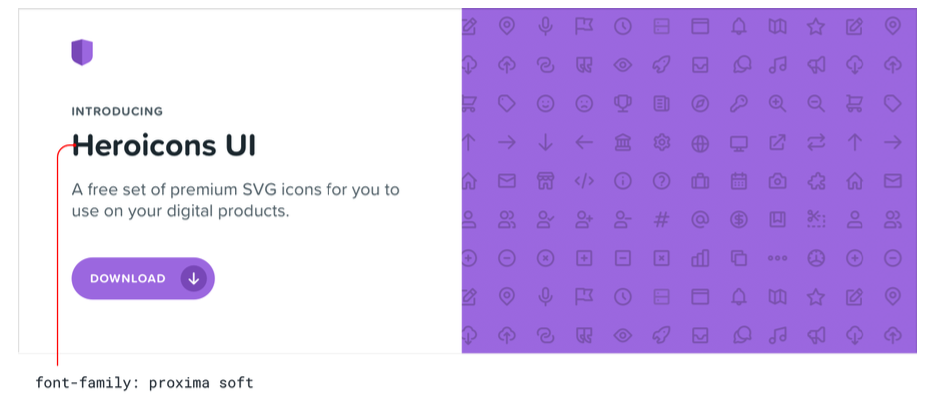 INTRODUCING
Heroicons UI
A free set of premium SVG icons for you to
use on your digital products.
DOWNLOAD
font-family: proxima soft